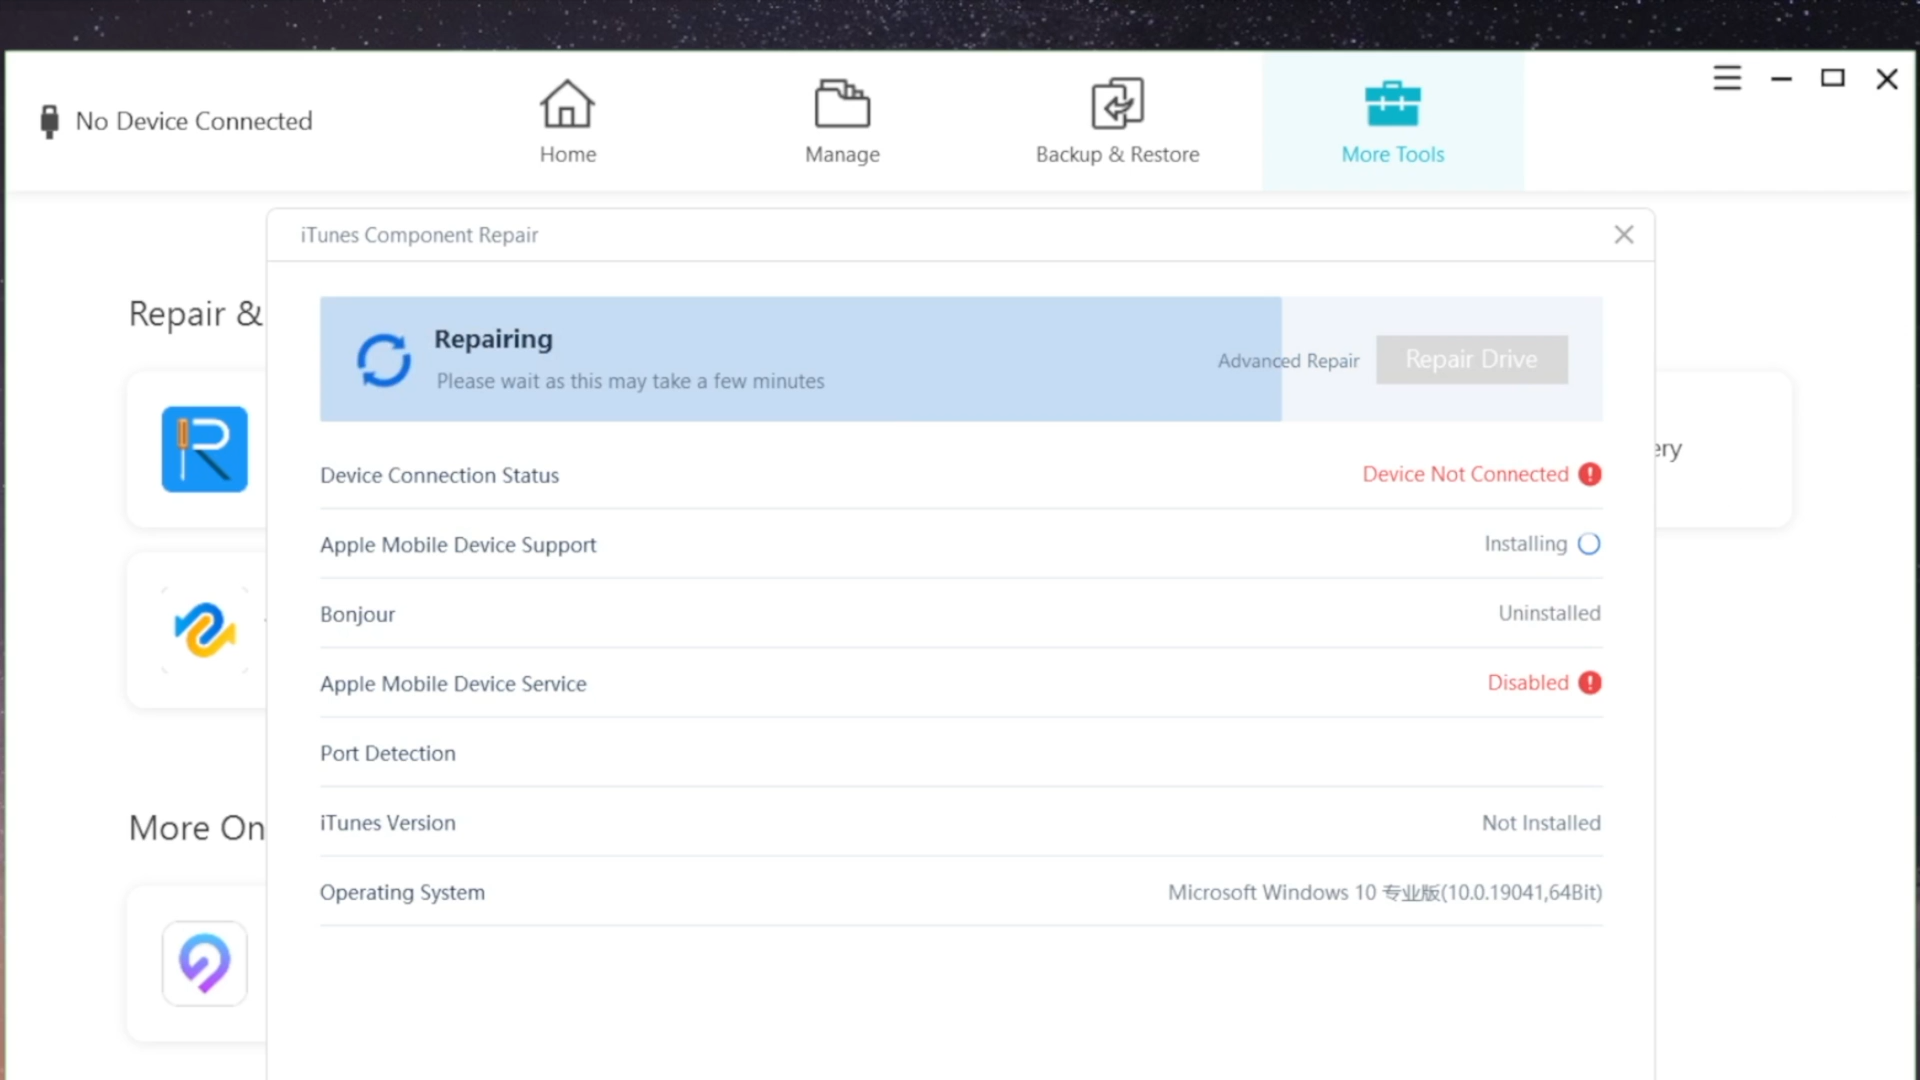 No Device Connected
Home
Manage
Backup & Restore
More Tools
iTunes Component Repair
Repair &
Repairing
Please wait as this may take a few minutes
Advanced Repair
Repair Drive
Device Connection Status
Device Not Connected
ery
Apple Mobile Device Support
Installing
Bonjour
Uninstalled
Apple Mobile Device Service
Disabled
Port Detection
More On
iTunes Version
Not Installed
Operating System
Microsoft Windows 10 专业版(10.0.19041,64Bit)